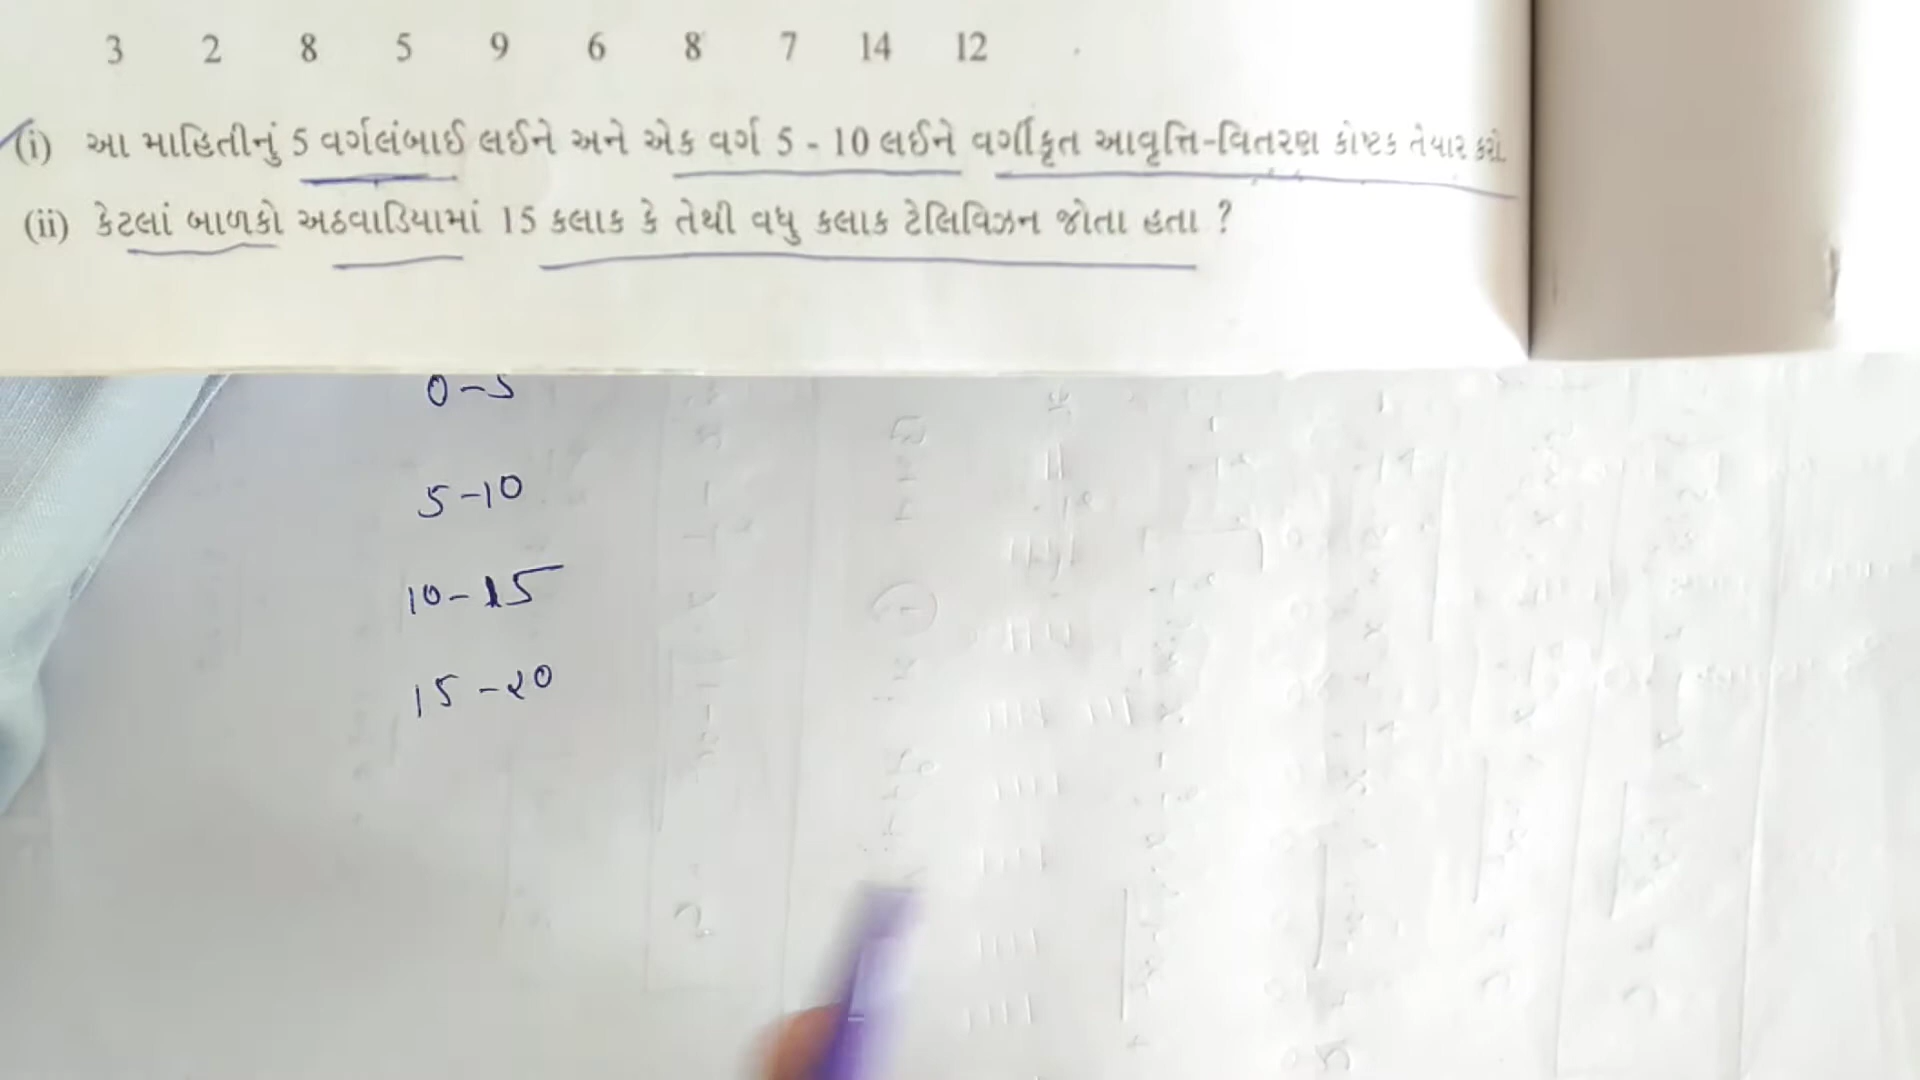 3 2 8 5 9 6 8 7 14 12
(i) આ માહિતીનું 5 વર્ગલંબાઈ લઈને અને એક વર્ગ 5 - 10 લઈને વર્ગીકૃત આવૃત્તિ-વિતરણ કોષ્ટક તૈયાર કરો.
(ii) કેટલાં બાળકો અઠવાડિયામાં 15 કલાક કે તેથી વધુ કલાક ટેલિવિઝન જોતા હતા ?
0-5
5-10
10-15
15-20